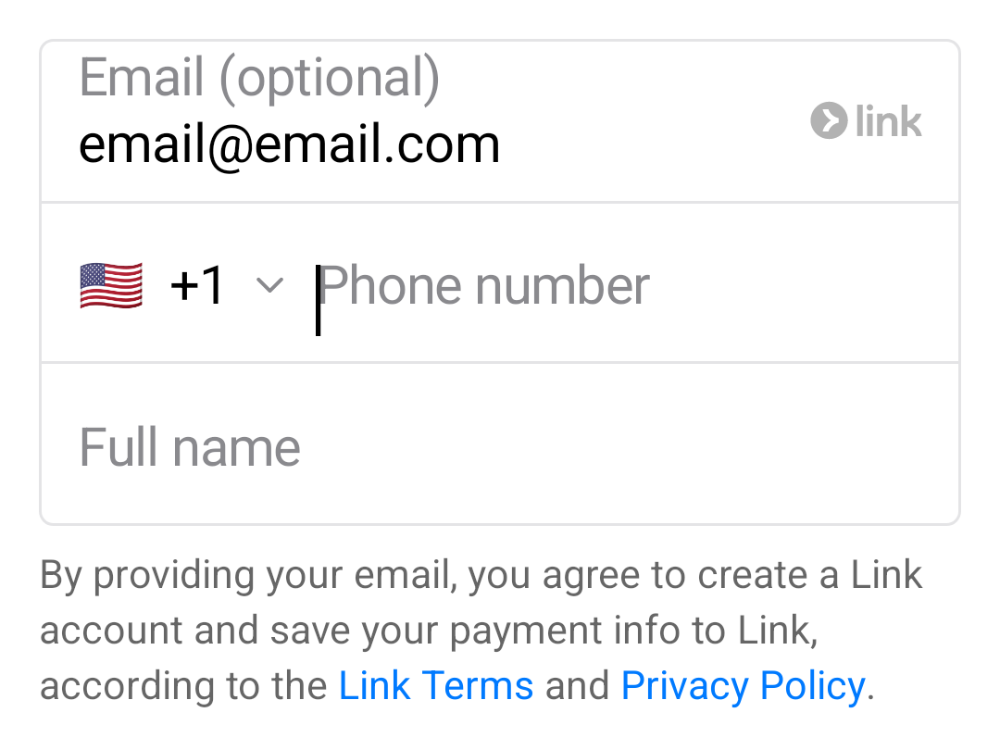 Email (optional)
email@email.com
link
+1 Phone number
Full name
By providing your email, you agree to create a Link
account and save your payment info to Link,
according to the Link Terms and Privacy Policy.